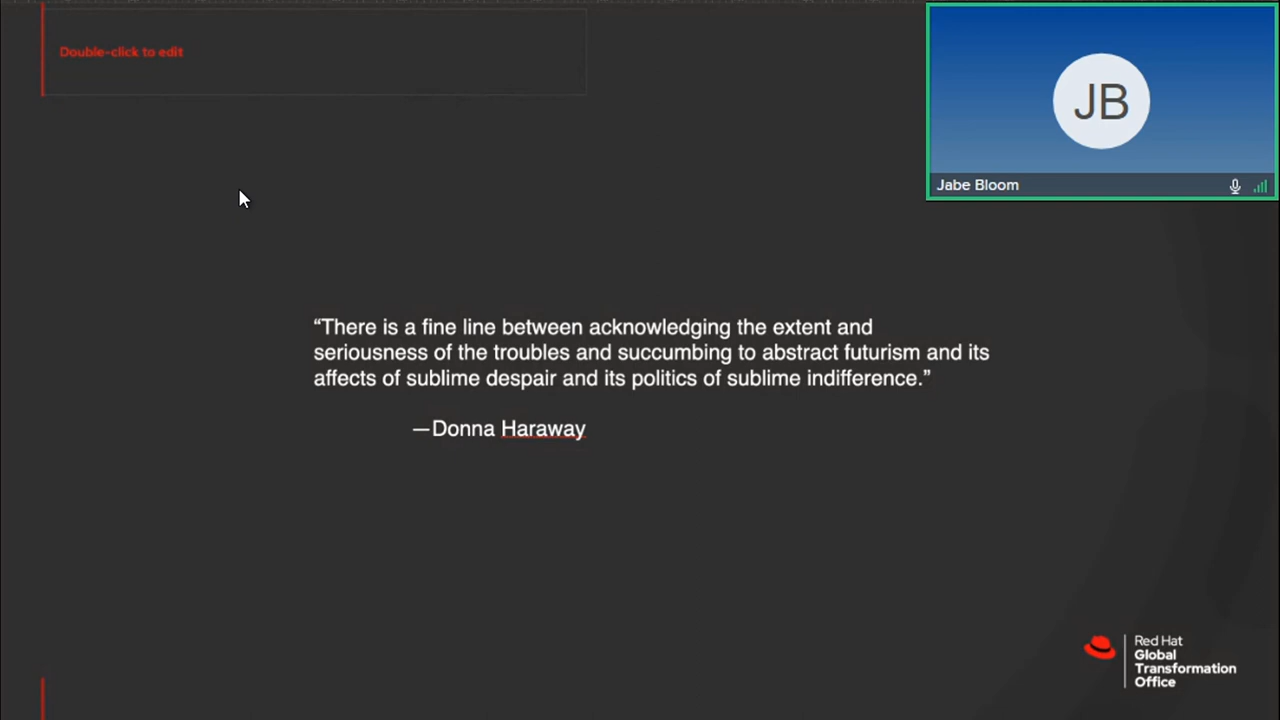 Double-click to edit
JB
Jabe Bloom
“There is a fine line between acknowledging the extent and
seriousness of the troubles and succumbing to abstract futurism and its
affects of sublime despair and its politics of sublime indifference.”
—Donna Haraway
Red Hat
Global
Transformation
Office